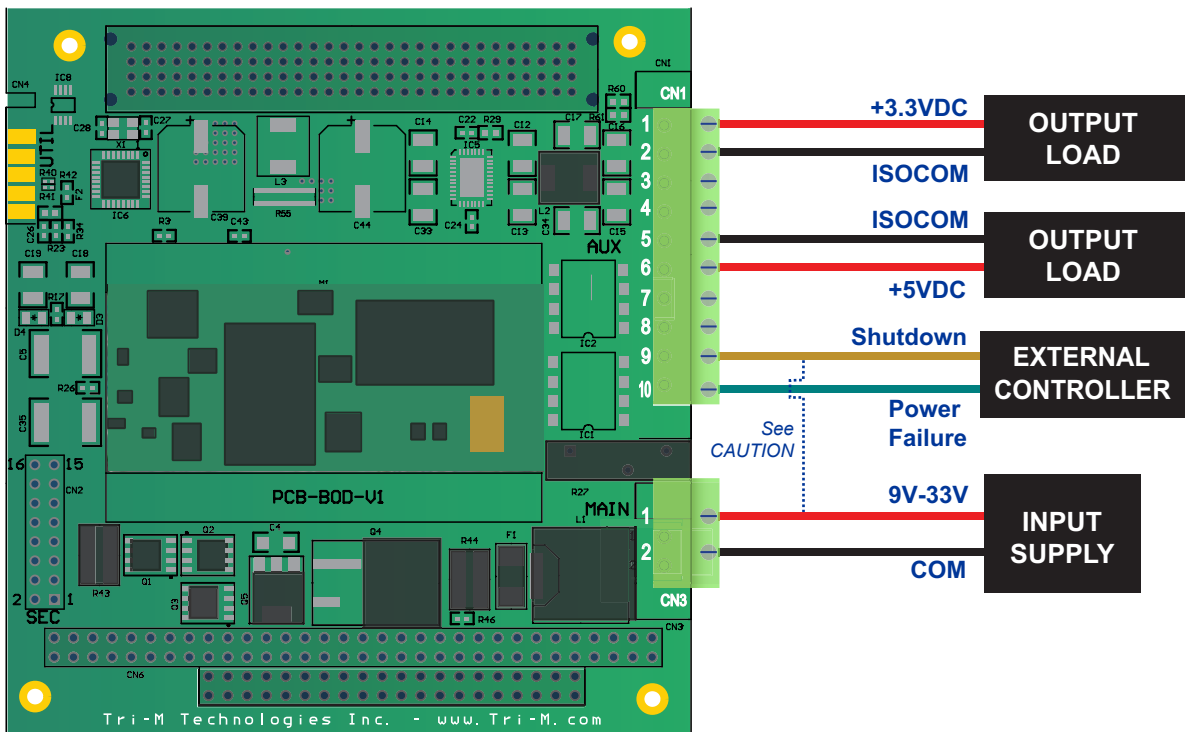 CN1
IC8
CN4
R60
CN1
C28
C27
C14
C22
R29
C12
C17
R61
C16
1
+3.3VDC
OUTPUT
LOAD
UTIL
X1
IC5
2
ISOCOM
R40
R42
R41
F2
L3
3
IC6
R55
C39
C44
C33
C24
C13
L2
C34
C15
4
C26
R34
R23
R3
C43
AUX
5
ISOCOM
OUTPUT
LOAD
C19
C18
6
+5VDC
M1
7
R17
D4
D3
8
IC2
Shutdown
C5
9
EXTERNAL
CONTROLLER
R26
10
Power
Failure
C35
IC1
See
CAUTION
16
15
CN2
R27
PCB-BOD-V1
MAIN
9V-33V
1
L1
INPUT
SUPPLY
Q2
C4
Q4
R44
F1
2
COM
Q1
R43
Q3
Q5
2
1
SEC
R46
CN3
CN3
CN6
Tri-M Technologies Inc. - www.Tri-M.com